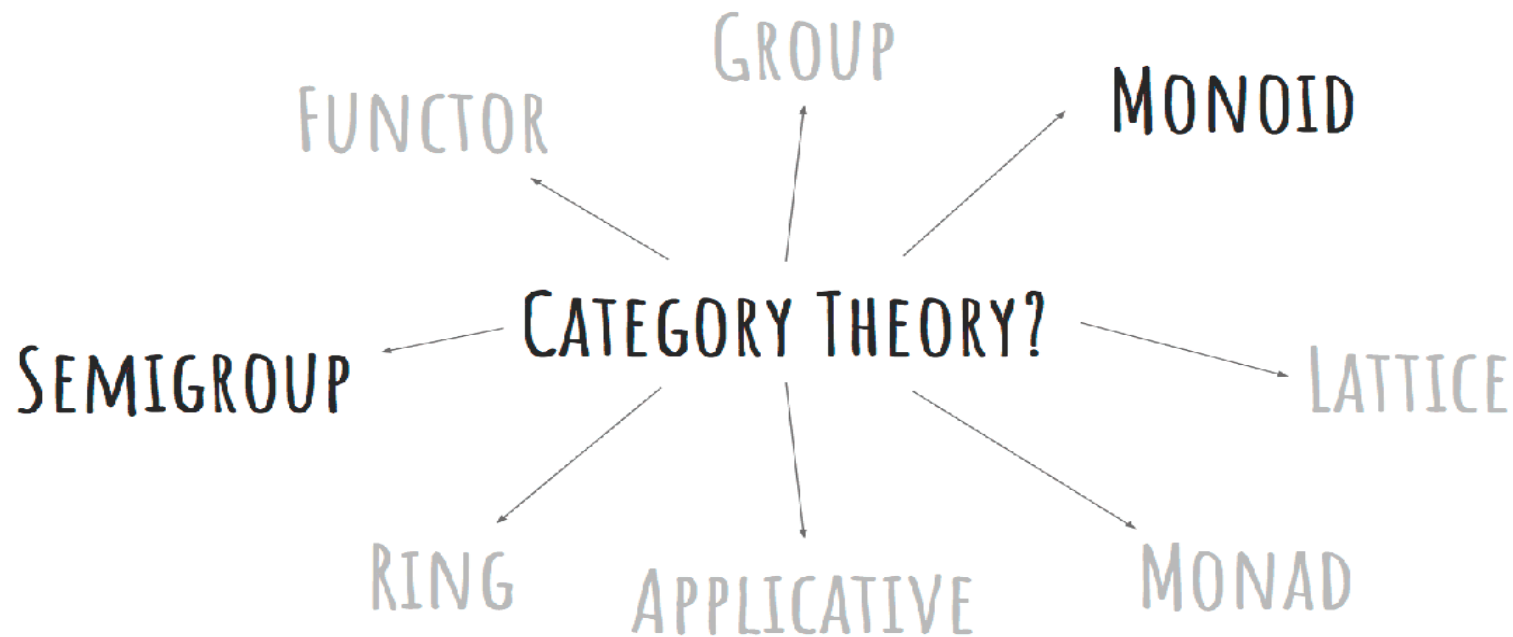 GROUP
MONOID
FUNCTOR
CATEGORY THEORY?
SEMIGROUP
LATTICE
RING
APPLICATIVE
MONAD